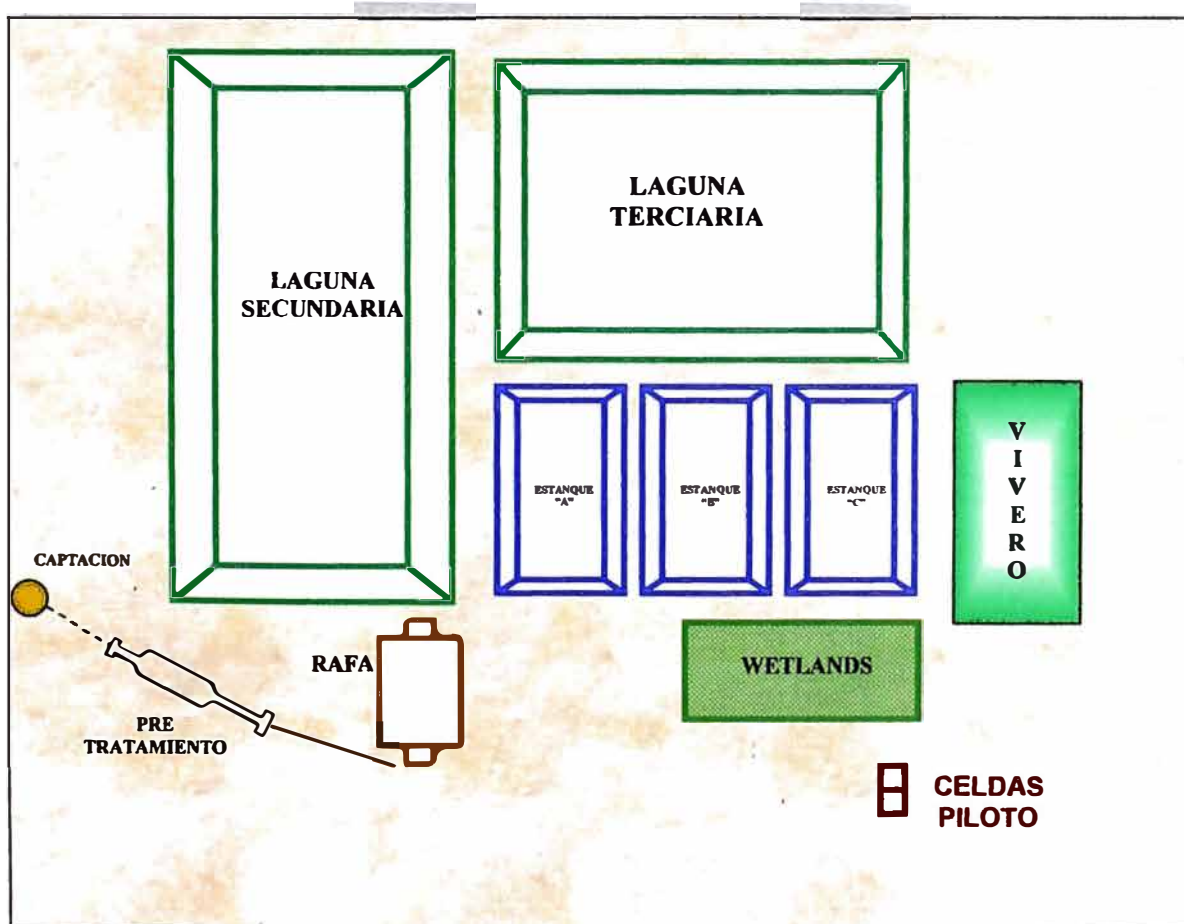 LAGUNA
SECUNDARIA
LAGUNA
TERCIARIA
ESTANQUE
"A"
ESTANQUE
"B"
ESTANQUE
"C"
V
I
V
E
R
O
CAPTACION
PRE
TRATAMIENTO
RAFA
WETLANDS
CELDAS
PILOTO